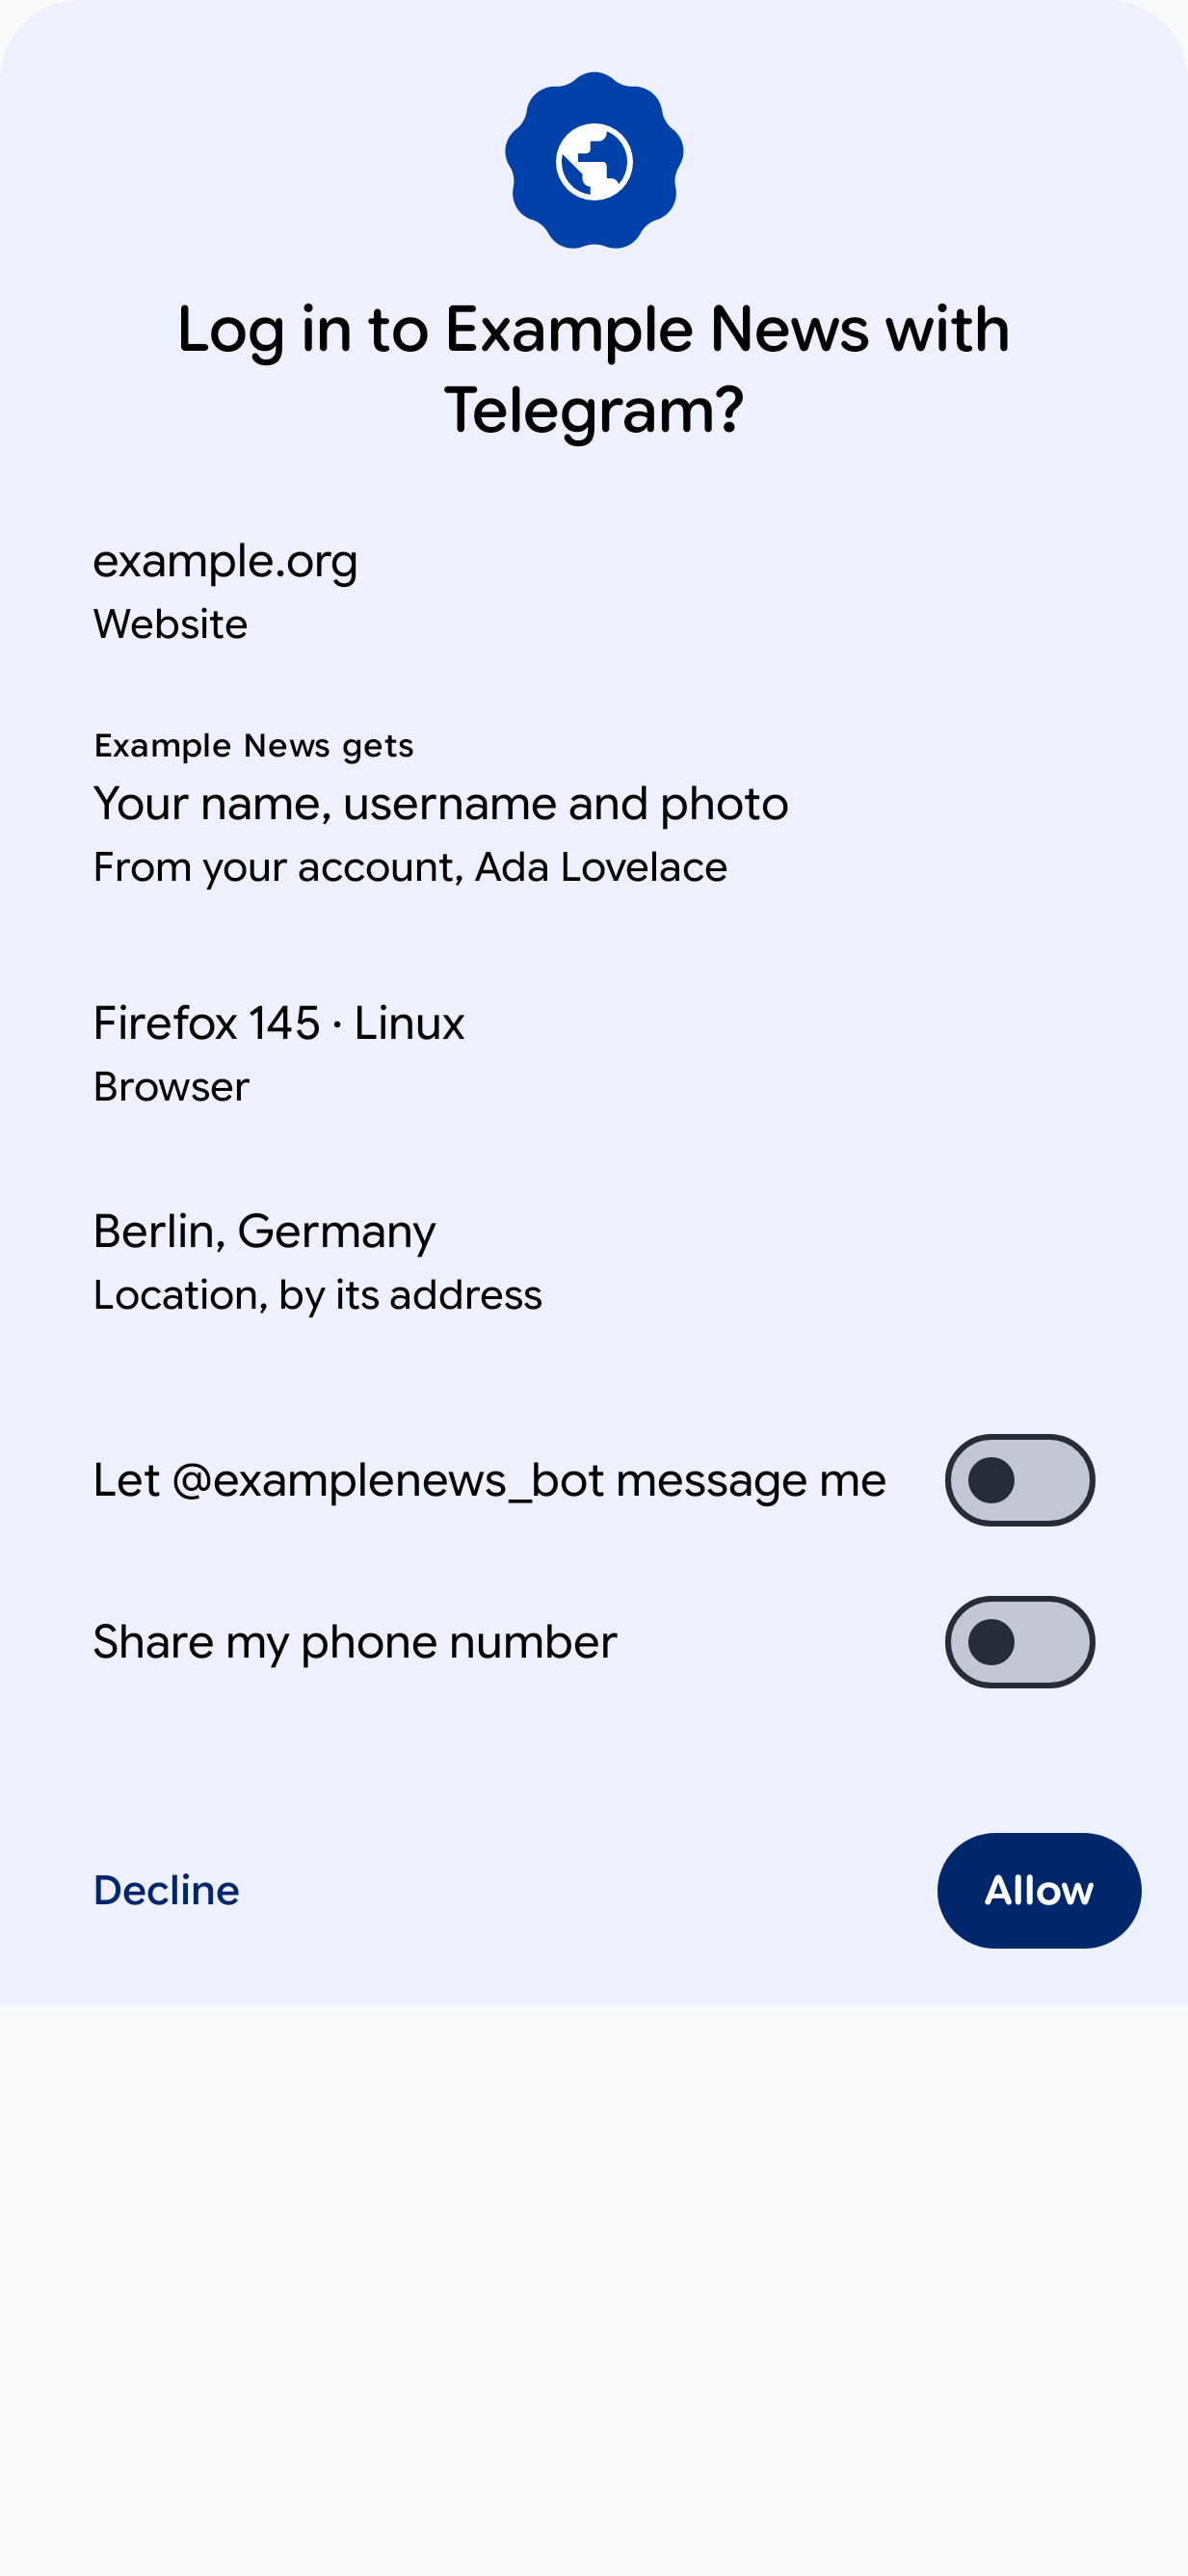 Log in to Example News with
Telegram?
example.org
Website
Example News gets
Your name, username and photo
From your account, Ada Lovelace
Firefox 145 · Linux
Browser
Berlin, Germany
Location, by its address
Let @examplenews_bot message me
Share my phone number
Decline
Allow